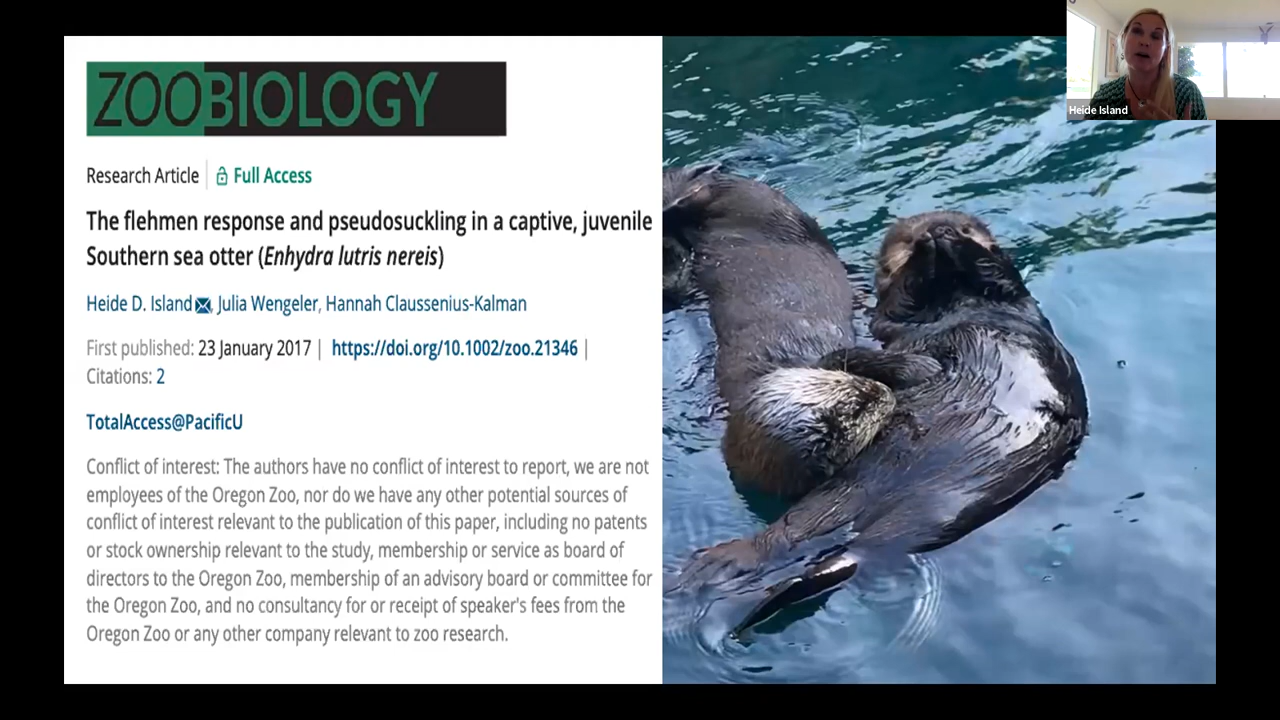 ZOOBIOLOGY
Research Article | Full Access
The flehmen response and pseudosuckling in a captive, juvenile
Southern sea otter (Enhydra lutris nereis)
Heide D. Island, Julia Wengeler, Hannah Claussenius-Kalman
First published: 23 January 2017 | https://doi.org/10.1002/zoo.21346 |
Citations: 2
TotalAccess@PacificU
Conflict of interest: The authors have no conflict of interest to report, we are not
employees of the Oregon Zoo, nor do we have any other potential sources of
conflict of interest relevant to the publication of this paper, including no patents
or stock ownership relevant to the study, membership or service as board of
directors to the Oregon Zoo, membership of an advisory board or committee for
the Oregon Zoo, and no consultancy for or receipt of speaker's fees from the
Oregon Zoo or any other company relevant to zoo research.
Heide Island